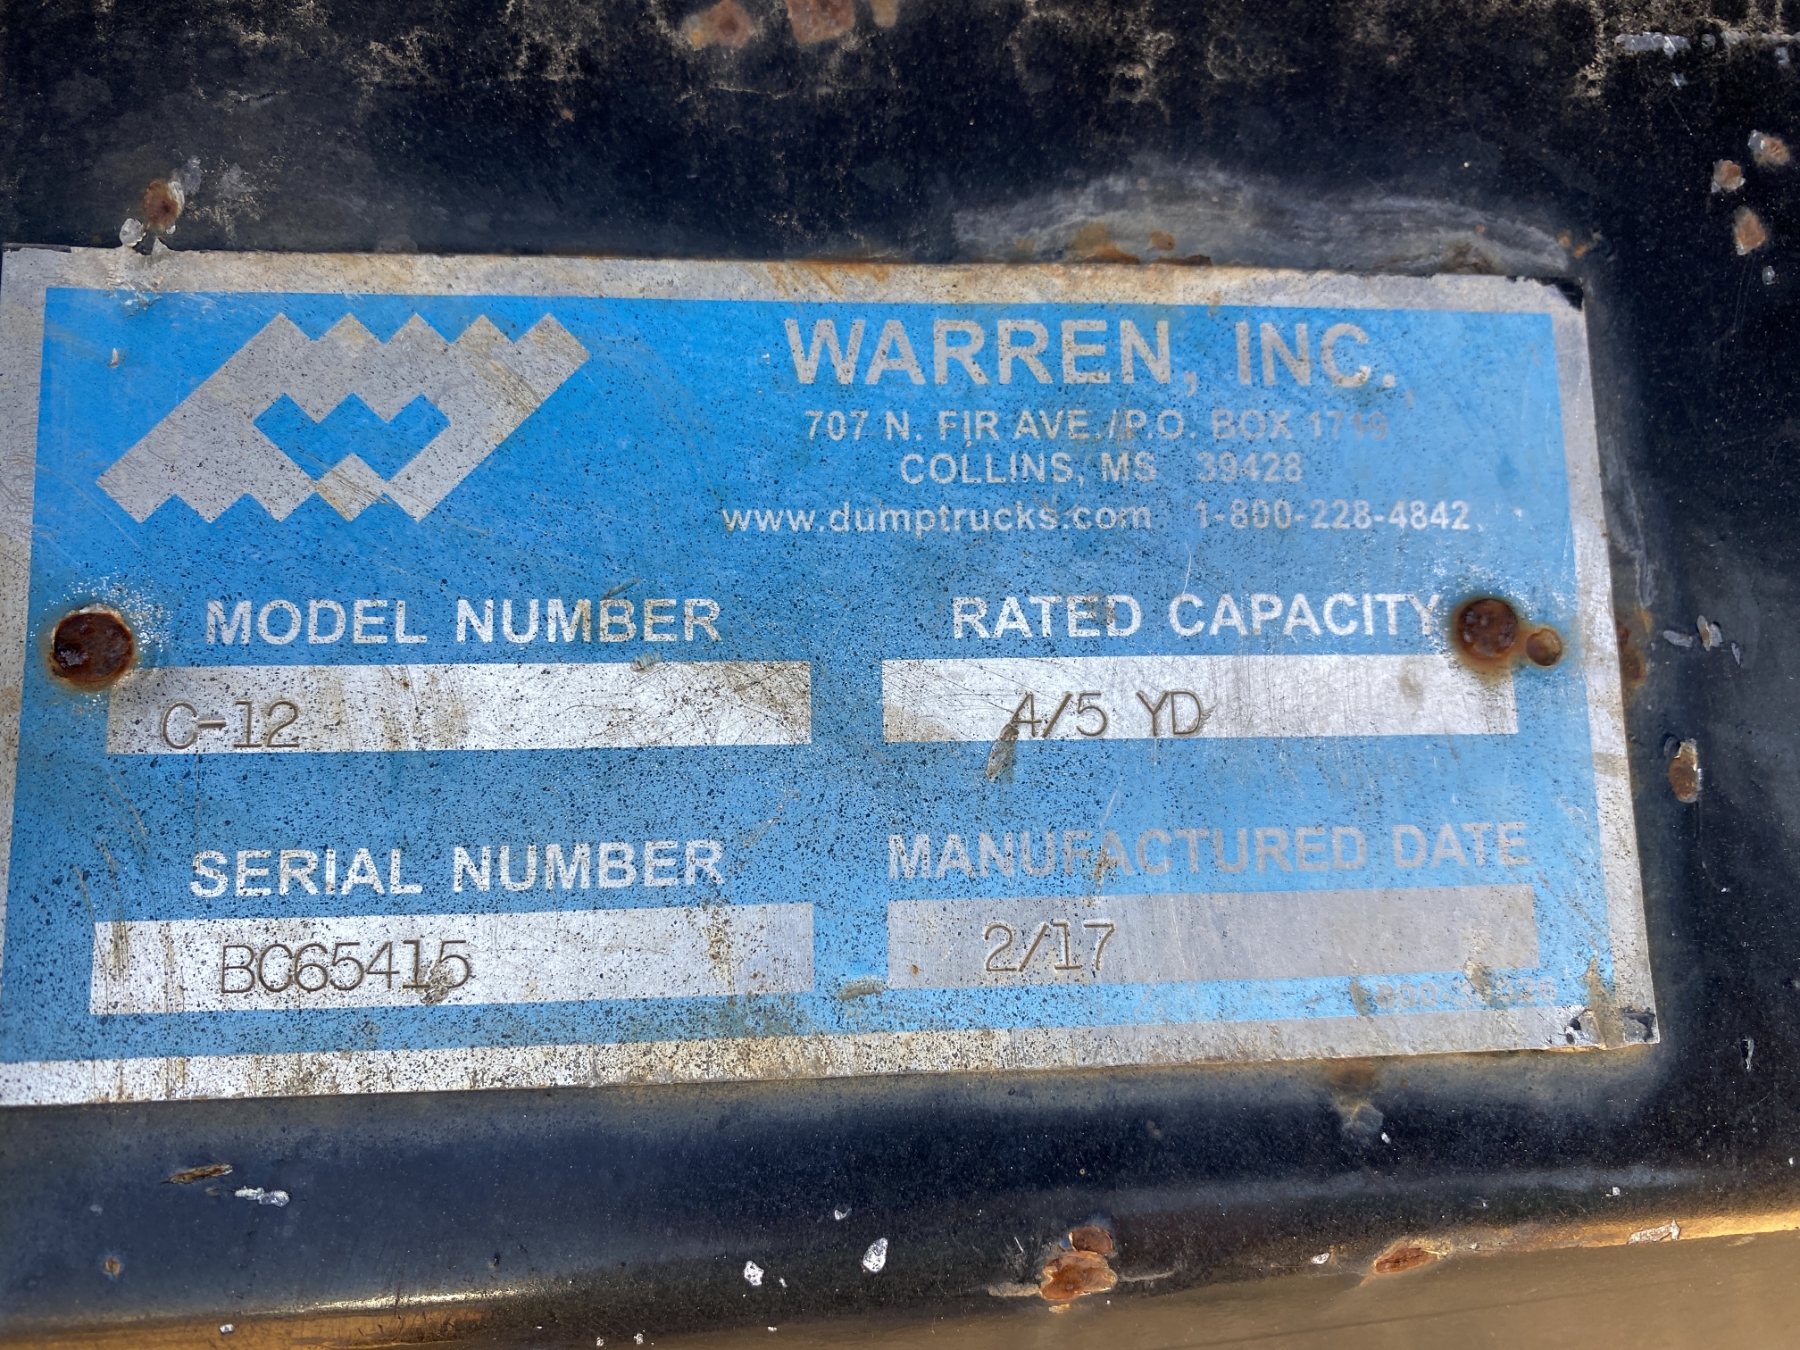 WARREN, INC.
707 N. FIR AVE./P.O. BOX
COLLINS, MS 39428
www.dumptrucks.com 1-800-228-4842
MODEL NUMBER RATED CAPACITY
C-12 4/5 YD
SERIAL NUMBER MANUFACTURED DATE
BC65415 2/17